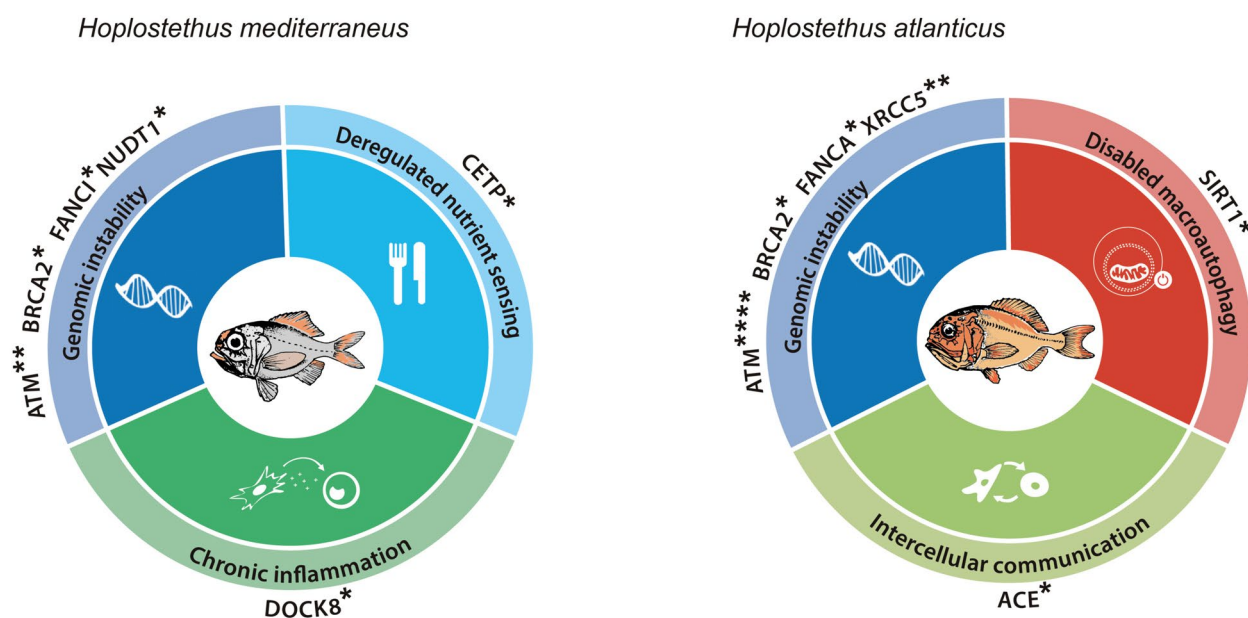 Hoplostethus mediterraneus
Hoplostethus atlanticus
ATM**
BRCA2*
FANCI*
NUDT1*
Genomic instability
Deregulated nutrient sensing
CETP*
Chronic inflammation
DOCK8*
ATM****
BRCA2*
FANCA*
XRCC5**
Genomic instability
Disabled macroautophagy
SIRT1*
Intercellular communication
ACE*